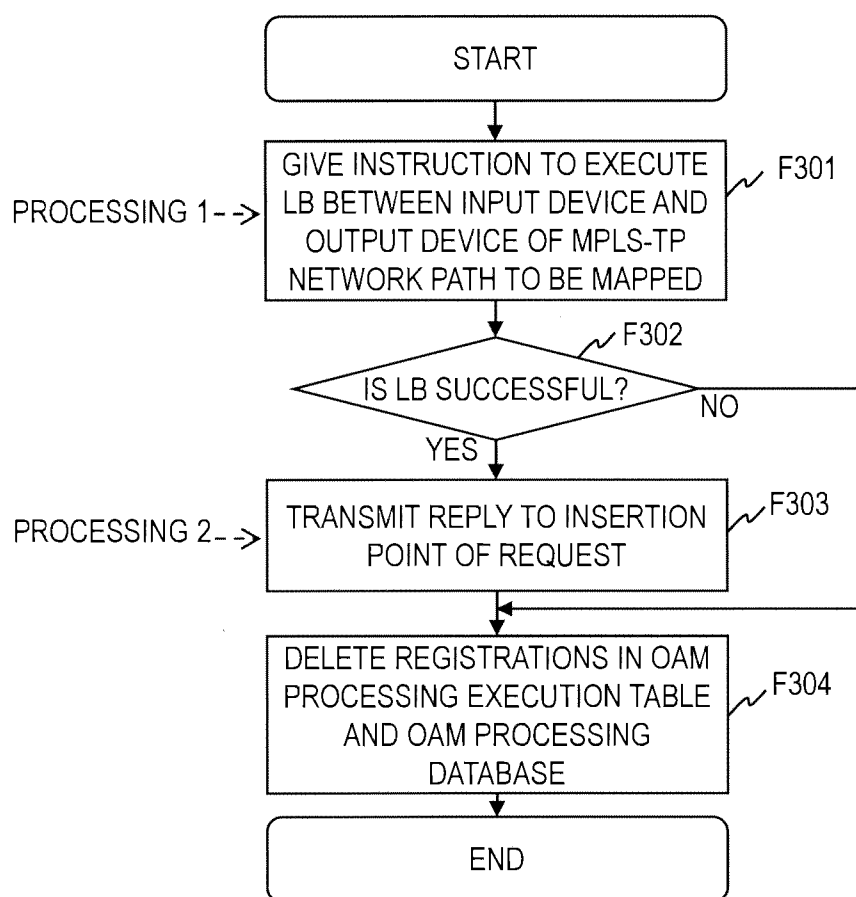 START
GIVE INSTRUCTION TO EXECUTE
LB BETWEEN INPUT DEVICE AND
OUTPUT DEVICE OF MPLS-TP
NETWORK PATH TO BE MAPPED
F301
PROCESSING 1
F302
IS LB SUCCESSFUL?
NO
YES
TRANSMIT REPLY TO INSERTION
POINT OF REQUEST
F303
PROCESSING 2
DELETE REGISTRATIONS IN OAM
PROCESSING EXECUTION TABLE
AND OAM PROCESSING
DATABASE
F304
END